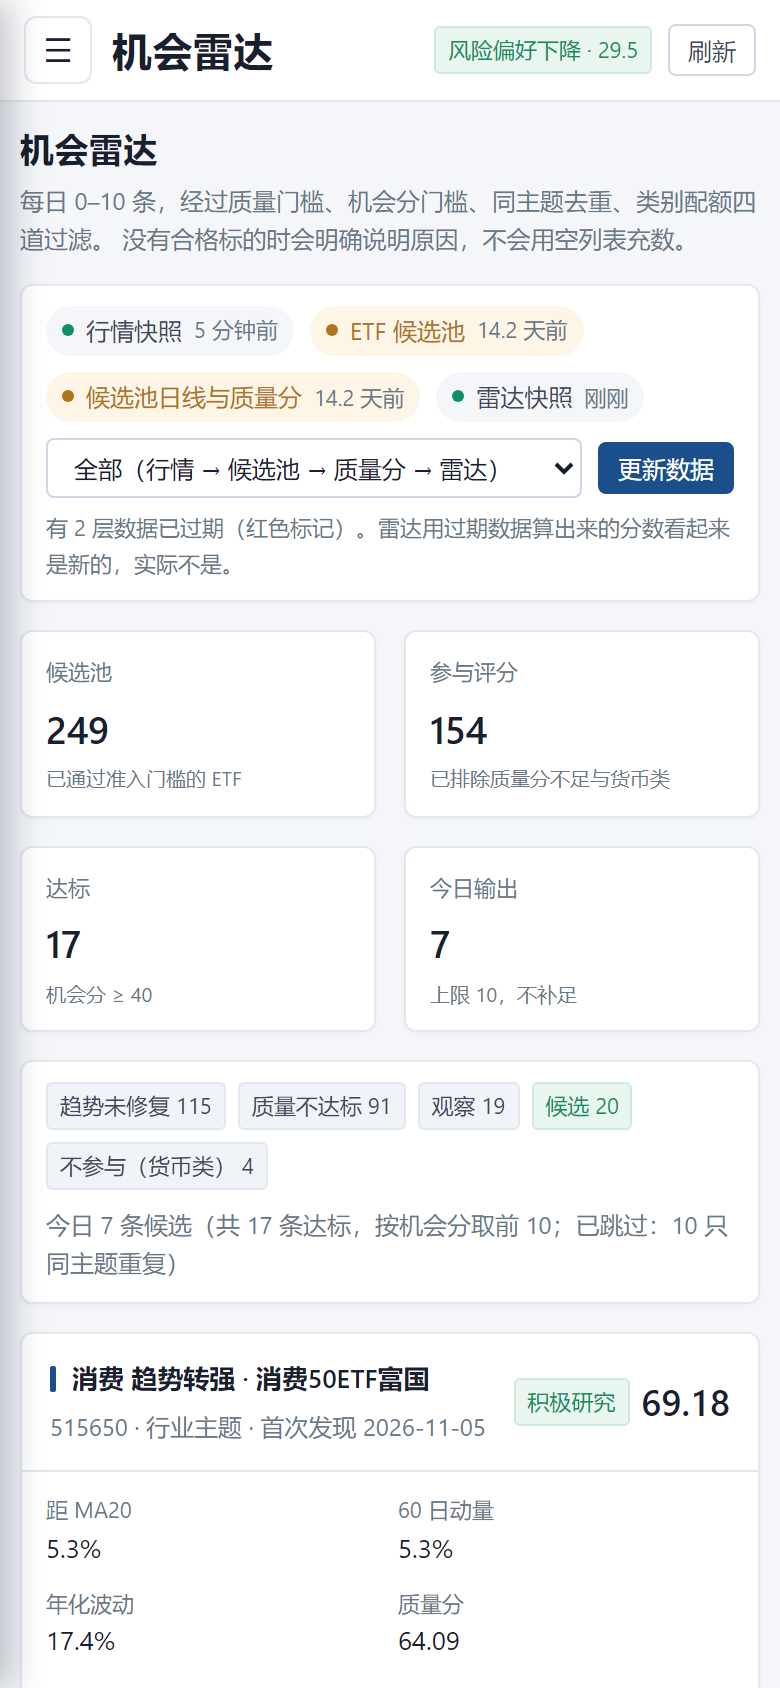 ☰ 机会雷达 风险偏好下降 · 29.5 刷新
机会雷达
每日 0–10 条，经过质量门槛、机会分门槛、同主题去重、类别配额四
道过滤。 没有合格标的时会明确说明原因，不会用空列表充数。
行情快照 5 分钟前 ETF 候选池 14.2 天前
候选池日线与质量分 14.2 天前 雷达快照 刚刚
全部（行情 → 候选池 → 质量分 → 雷达） 更新数据
有 2 层数据已过期（红色标记）。雷达用过期数据算出来的分数看起来
是新的，实际不是。
候选池
249
已通过准入门槛的 ETF
参与评分
154
已排除质量分不足与货币类
达标
17
机会分 ≥ 40
今日输出
7
上限 10，不补足
趋势未修复 115 质量不达标 91 观察 19 候选 20
不参与（货币类） 4
今日 7 条候选（共 17 条达标，按机会分取前 10；已跳过：10 只
同主题重复）
消费 趋势转强 · 消费50ETF富国
515650 · 行业主题 · 首次发现 2026-11-05
积极研究 69.18
距 MA20
5.3%
60 日动量
5.3%
年化波动
17.4%
质量分
64.09